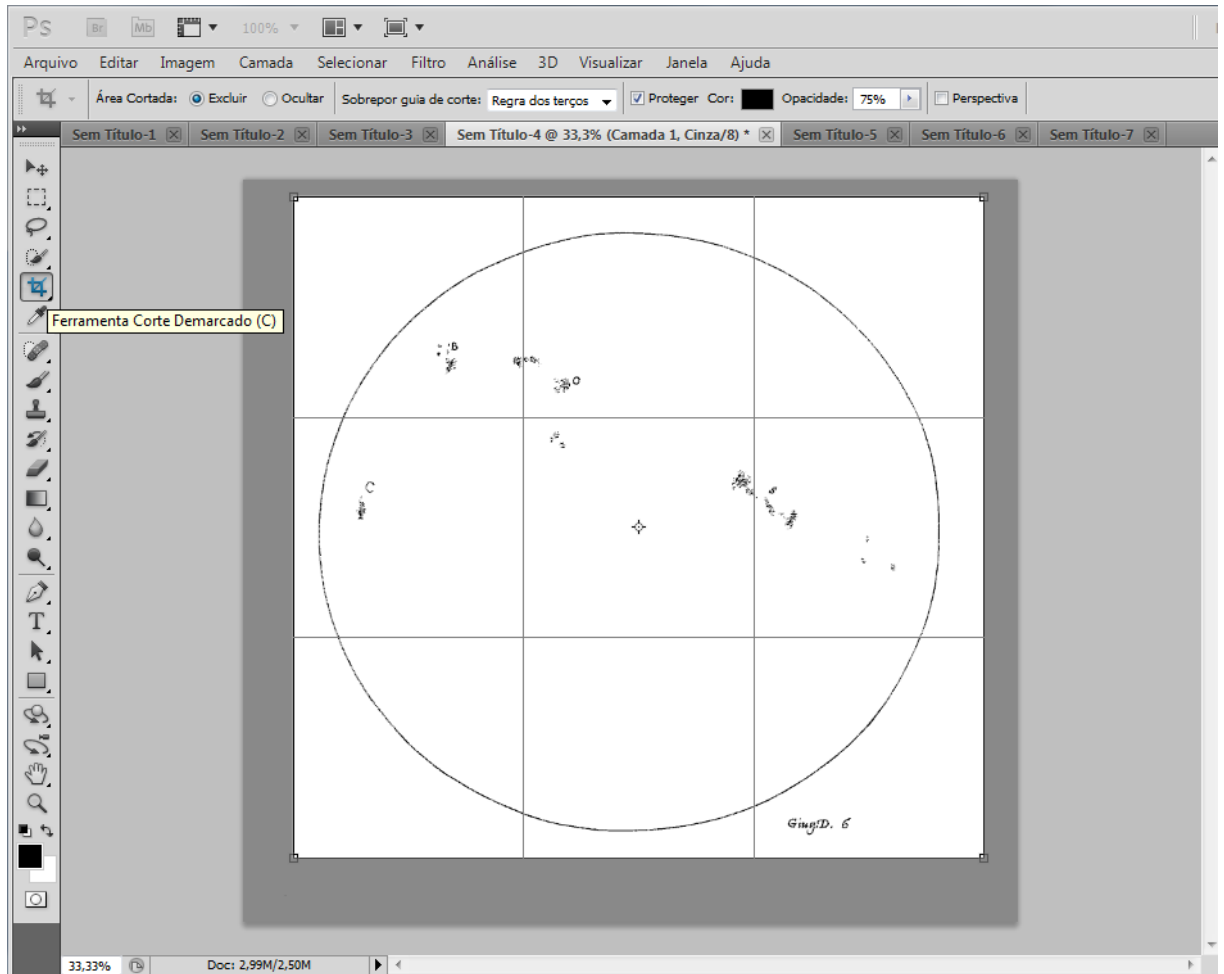 Ps Br Mb 100%
Arquivo Editar Imagem Camada Selecionar Filtro Análise 3D Visualizar Janela Ajuda
Área Cortada: Excluir Ocultar Sobrepor guia de corte: Regra dos terços Proteger Cor: Opacidade: 75% Perspectiva
Sem Título-1 Sem Título-2 Sem Título-3 Sem Título-4 @ 33,3% (Camada 1, Cinza/8) * Sem Título-5 Sem Título-6 Sem Título-7
Ferramenta Corte Demarcado (C)
B
O
C
S
GiugD. 6
33,33% Doc: 2,99M/2,50M